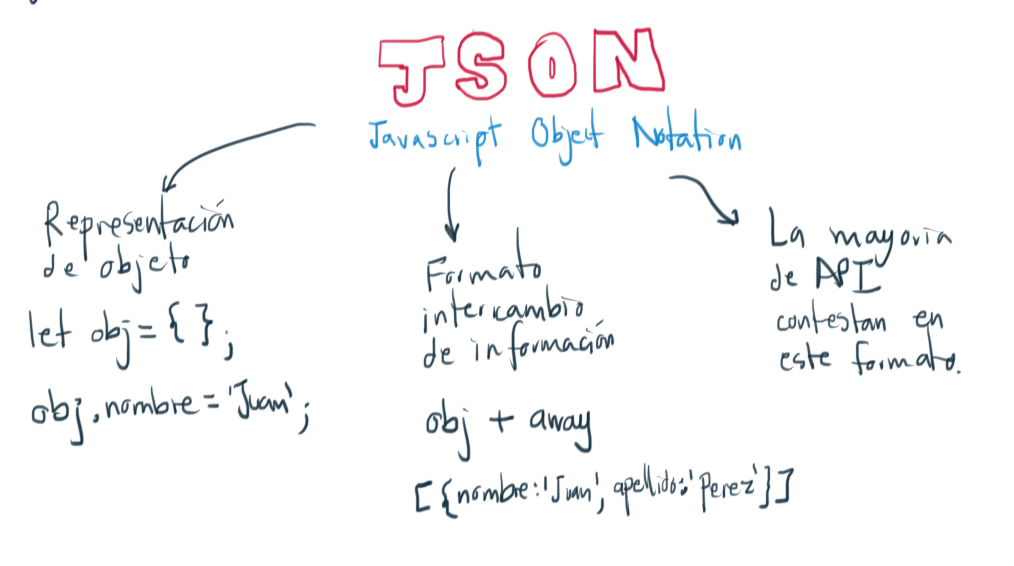 JSON
Javascript Object Notation
Representación
de objeto
let obj = { };
obj.nombre = 'Juan';
Formato
intercambio
de información
obj + array
[{nombre:'Juan', apellido:'Perez'}]
La mayoria
de API
contestan en
este formato.